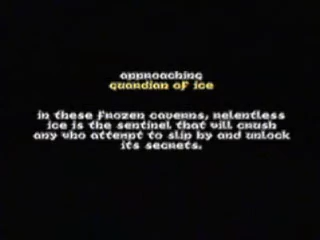 approaching
guardian of ice
in these frozen caverns, relentless
ice is the sentinel that will crush
any who attempt to slip by and unlock
its secrets.